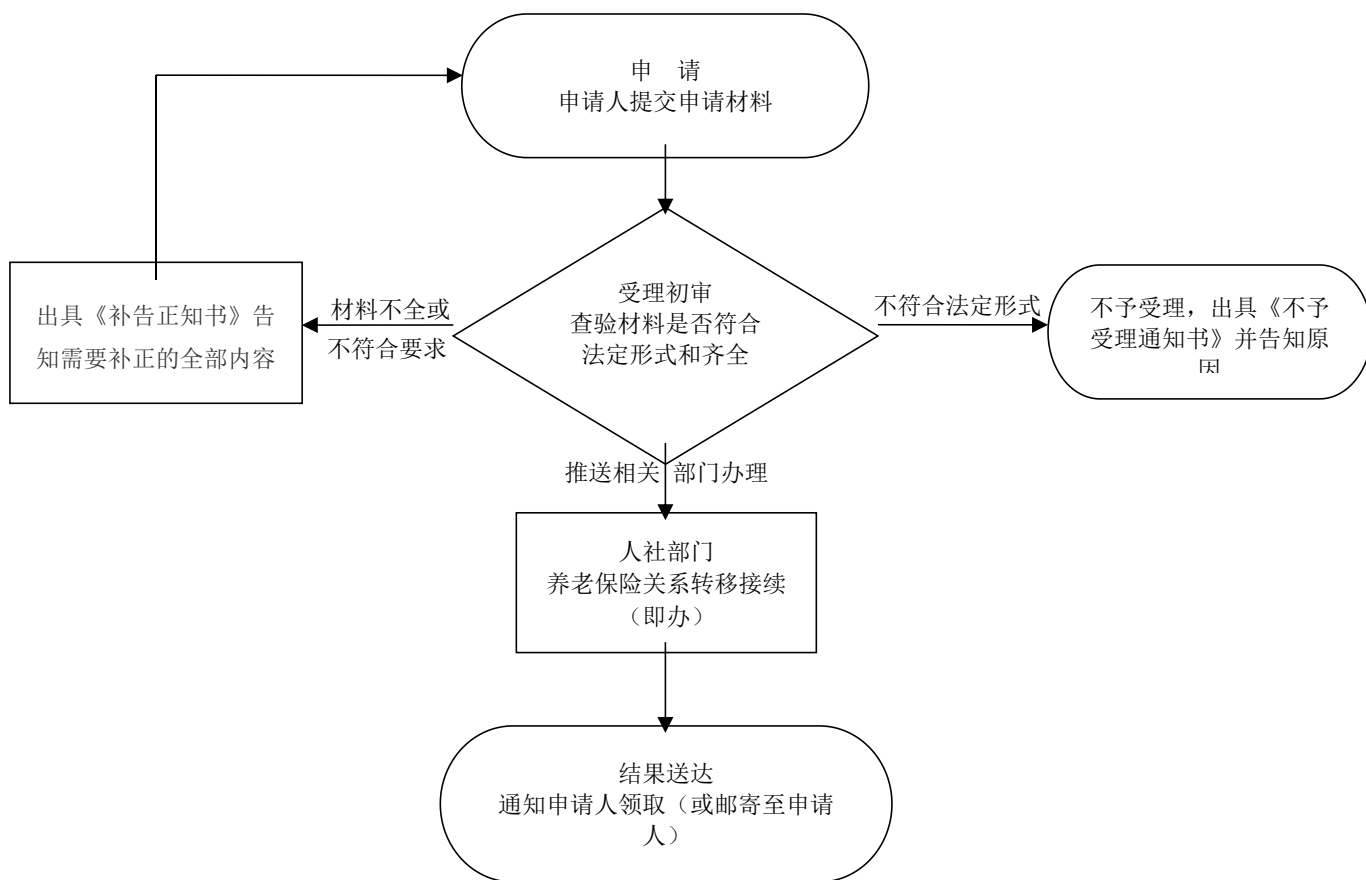 申 请
申请人提交申请材料
受理初审
查验材料是否符合
法定形式和齐全
材料不全或
不符合要求
出具《补告正知书》告
知需要补正的全部内容
不符合法定形式
不予受理，出具《不予
受理通知书》并告知原
因
推送相关 部门办理
人社部门
养老保险关系转移接续
（即办）
结果送达
通知申请人领取（或邮寄至申请
人）